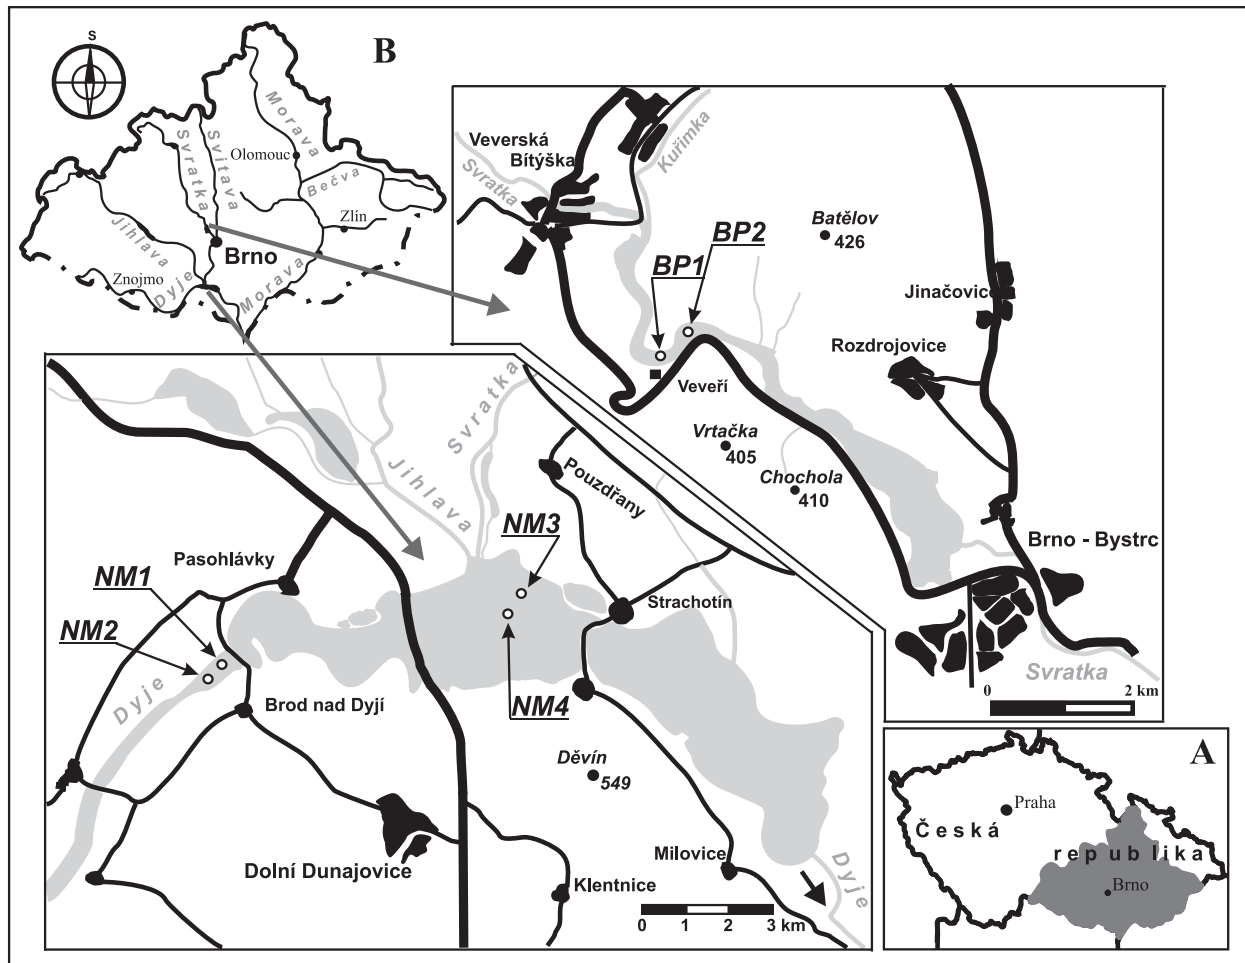 S
B
Morava
Svratka
Svitava
Olomouc
Bečva
Zlín
Jihlava
Brno
Znojmo
Dyje
Morava
Veverská
Bítýška
Svratka
Kuřimka
Batělov
426
BP2
BP1
Jinačovice
Rozdrojovice
Veveří
Vrtačka
405
Chochola
410
Brno - Bystrc
Svratka
0 2 km
Svratka
Jihlava
Pouzdřany
NM3
Pasohlávky
NM1
Strachotín
NM2
NM4
Dyje
Brod nad Dyjí
Děvín
549
Dolní Dunajovice
Milovice
Klentnice
Dyje
0 1 2 3 km
A
Praha
Česká
republika
Brno